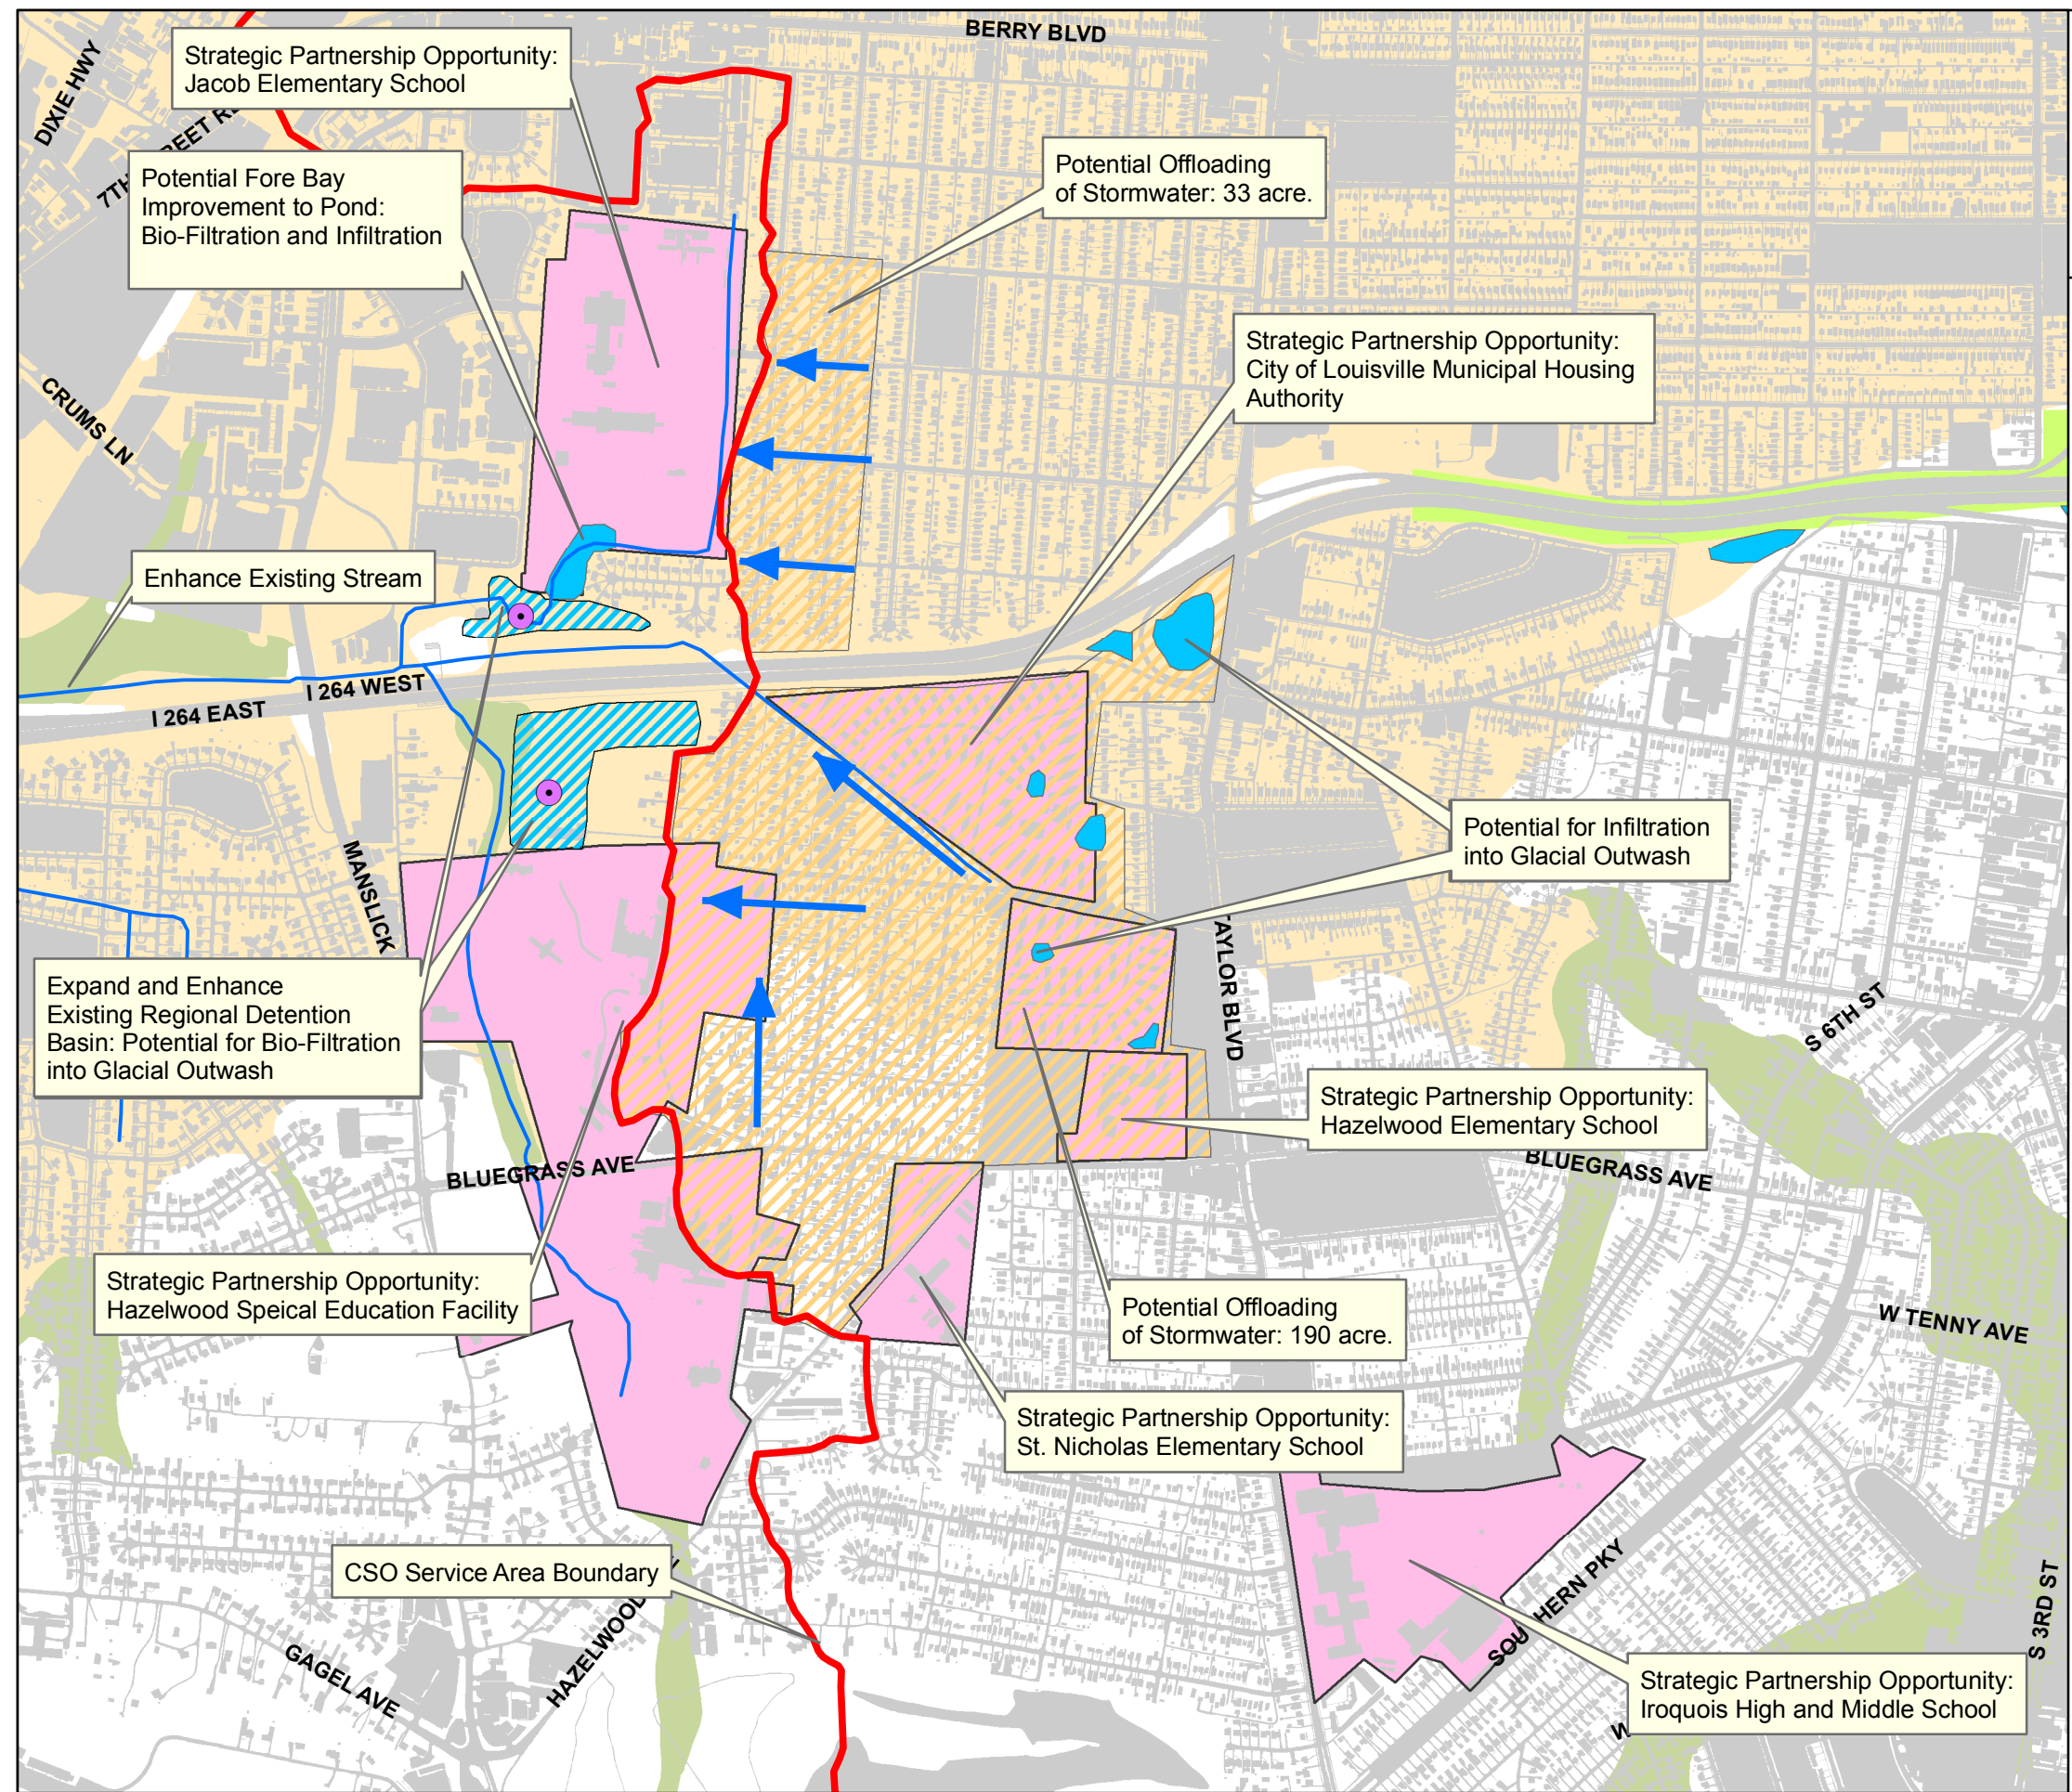 BERRY BLVD
DIXIE HWY
Strategic Partnership Opportunity:
Jacob Elementary School
Potential Fore Bay
Improvement to Pond:
Bio-Filtration and Infiltration
Potential Offloading
of Stormwater: 33 acre.
Strategic Partnership Opportunity:
City of Louisville Municipal Housing
Authority
CRUMS LN
Enhance Existing Stream
I 264 WEST
I 264 EAST
MANSLICK
Potential for Infiltration
into Glacial Outwash
AYLOR BLVD
Expand and Enhance
Existing Regional Detention
Basin: Potential for Bio-Filtration
into Glacial Outwash
S 6TH ST
Strategic Partnership Opportunity:
Hazelwood Elementary School
BLUEGRASS AVE
BLUEGRASS AVE
Strategic Partnership Opportunity:
Hazelwood Speical Education Facility
Potential Offloading
of Stormwater: 190 acre.
W TENNY AVE
Strategic Partnership Opportunity:
St. Nicholas Elementary School
CSO Service Area Boundary
HAZELWOOD
GAGEL AVE
SOU HERN PKY
S 3RD ST
Strategic Partnership Opportunity:
Iroquois High and Middle School